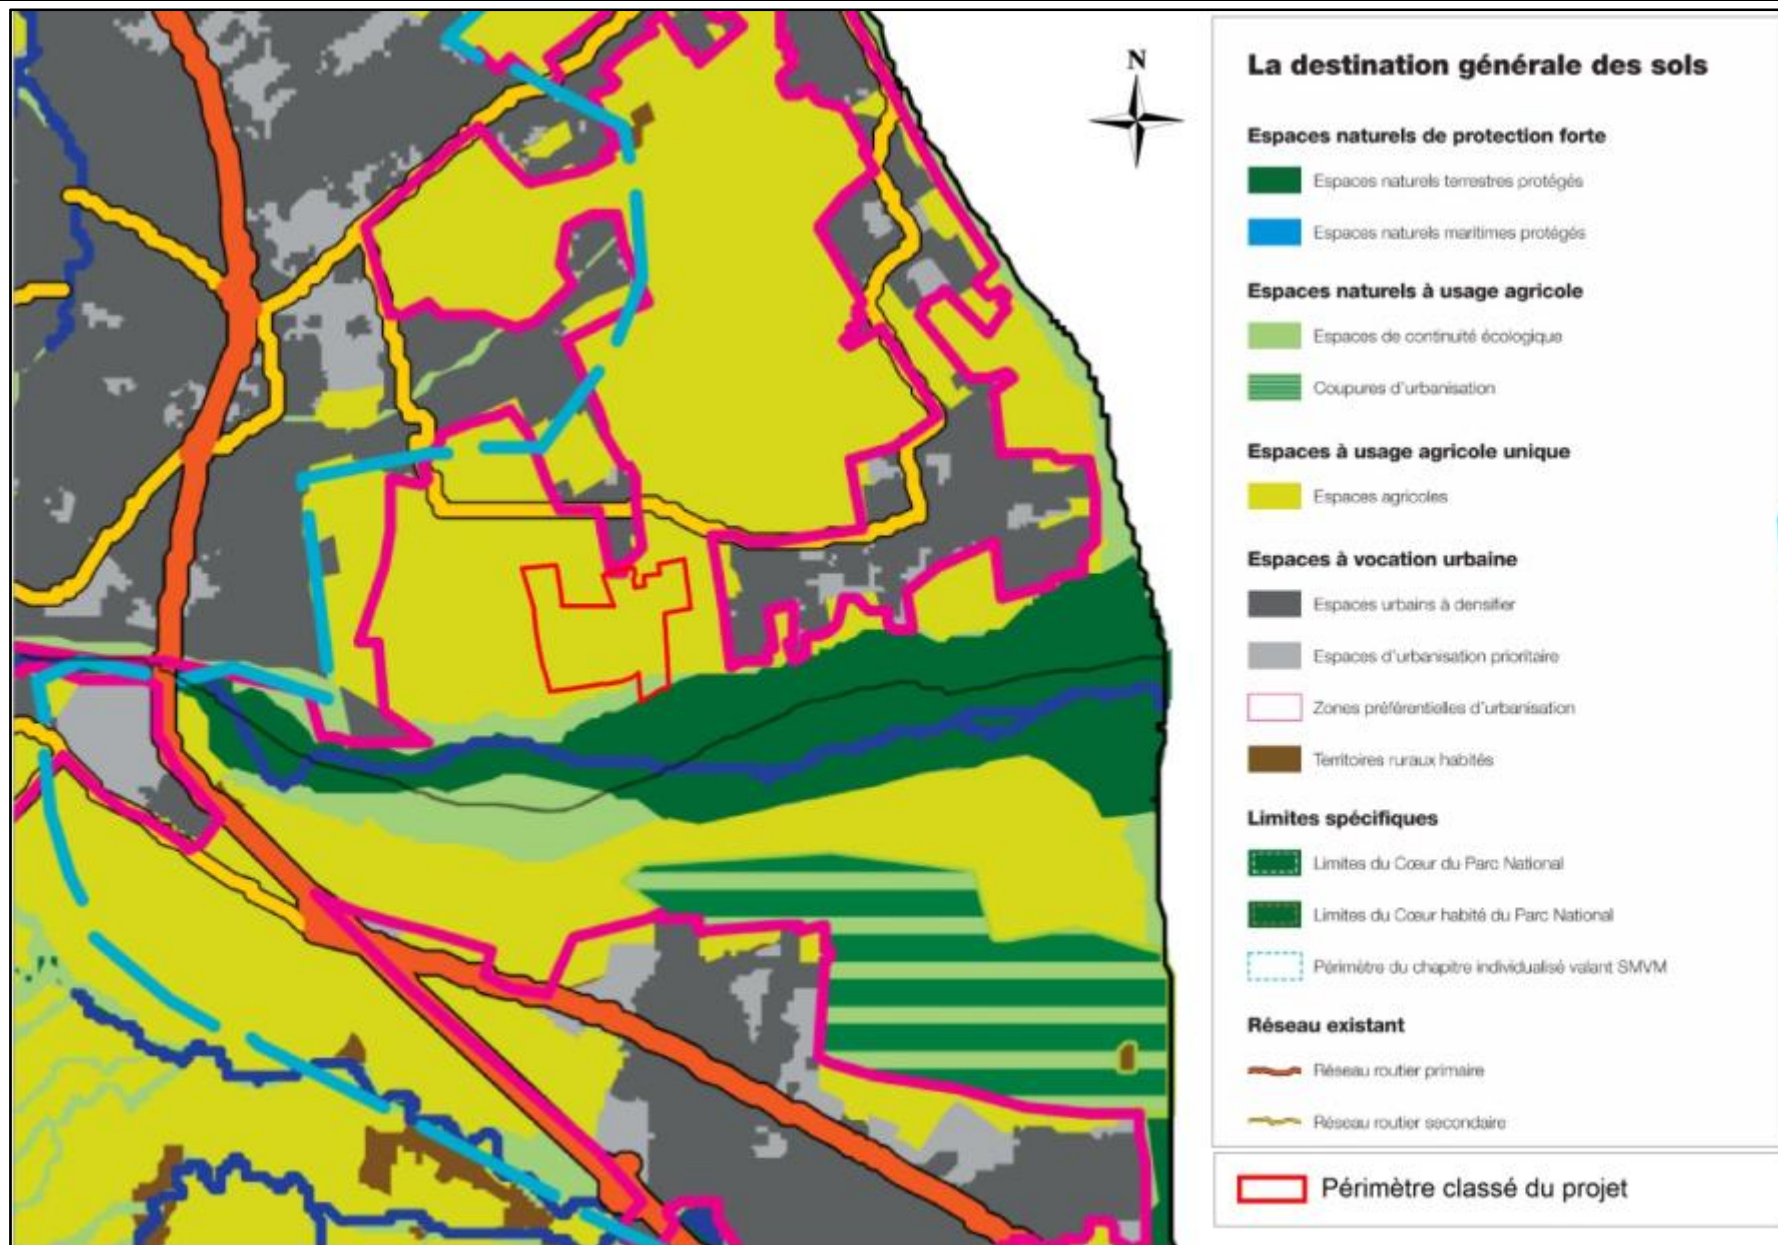 N
La destination générale des sols
Espaces naturels de protection forte
Espaces naturels terrestres protégés
Espaces naturels maritimes protégés
Espaces naturels à usage agricole
Espaces de continuité écologique
Coupures d'urbanisation
Espaces à usage agricole unique
Espaces agricoles
Espaces à vocation urbaine
Espaces urbains à densifier
Espaces d'urbanisation prioritaire
Zones préférentielles d'urbanisation
Territoires ruraux habités
Limites spécifiques
Limites du Cœur du Parc National
Limites du Cœur habité du Parc National
Périmètre du chapitre individualisé valant SMVM
Réseau existant
Réseau routier primaire
Réseau routier secondaire
Périmètre classé du projet